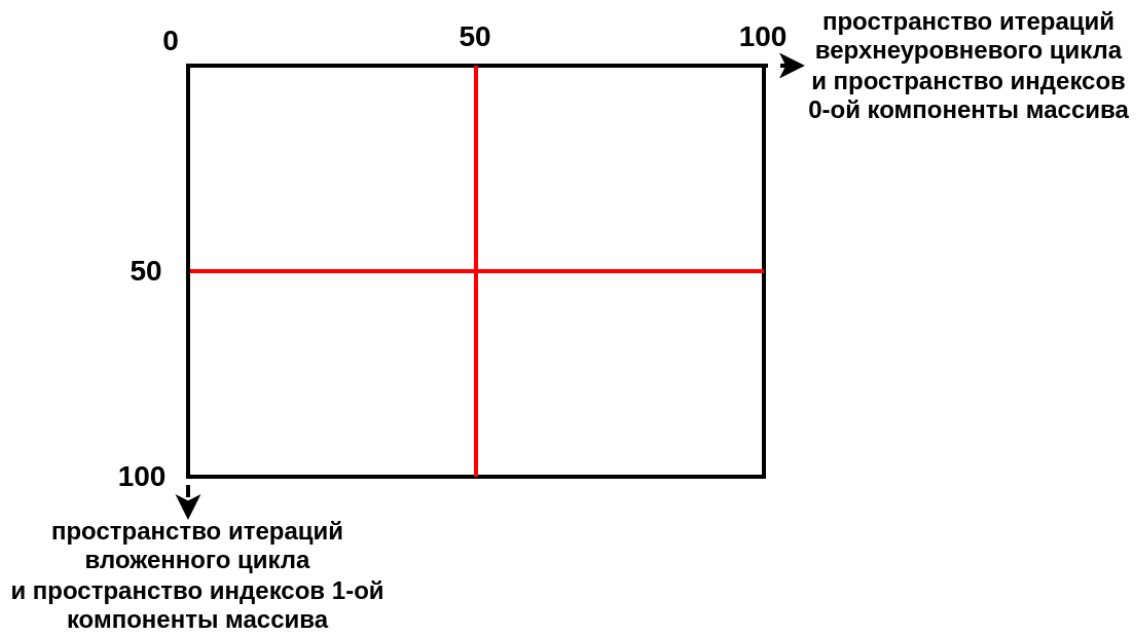 0
50
100
пространство итераций
верхнеуровневого цикла
и пространство индексов
0-ой компоненты массива
50
100
пространство итераций
вложенного цикла
и пространство индексов 1-ой
компоненты массива